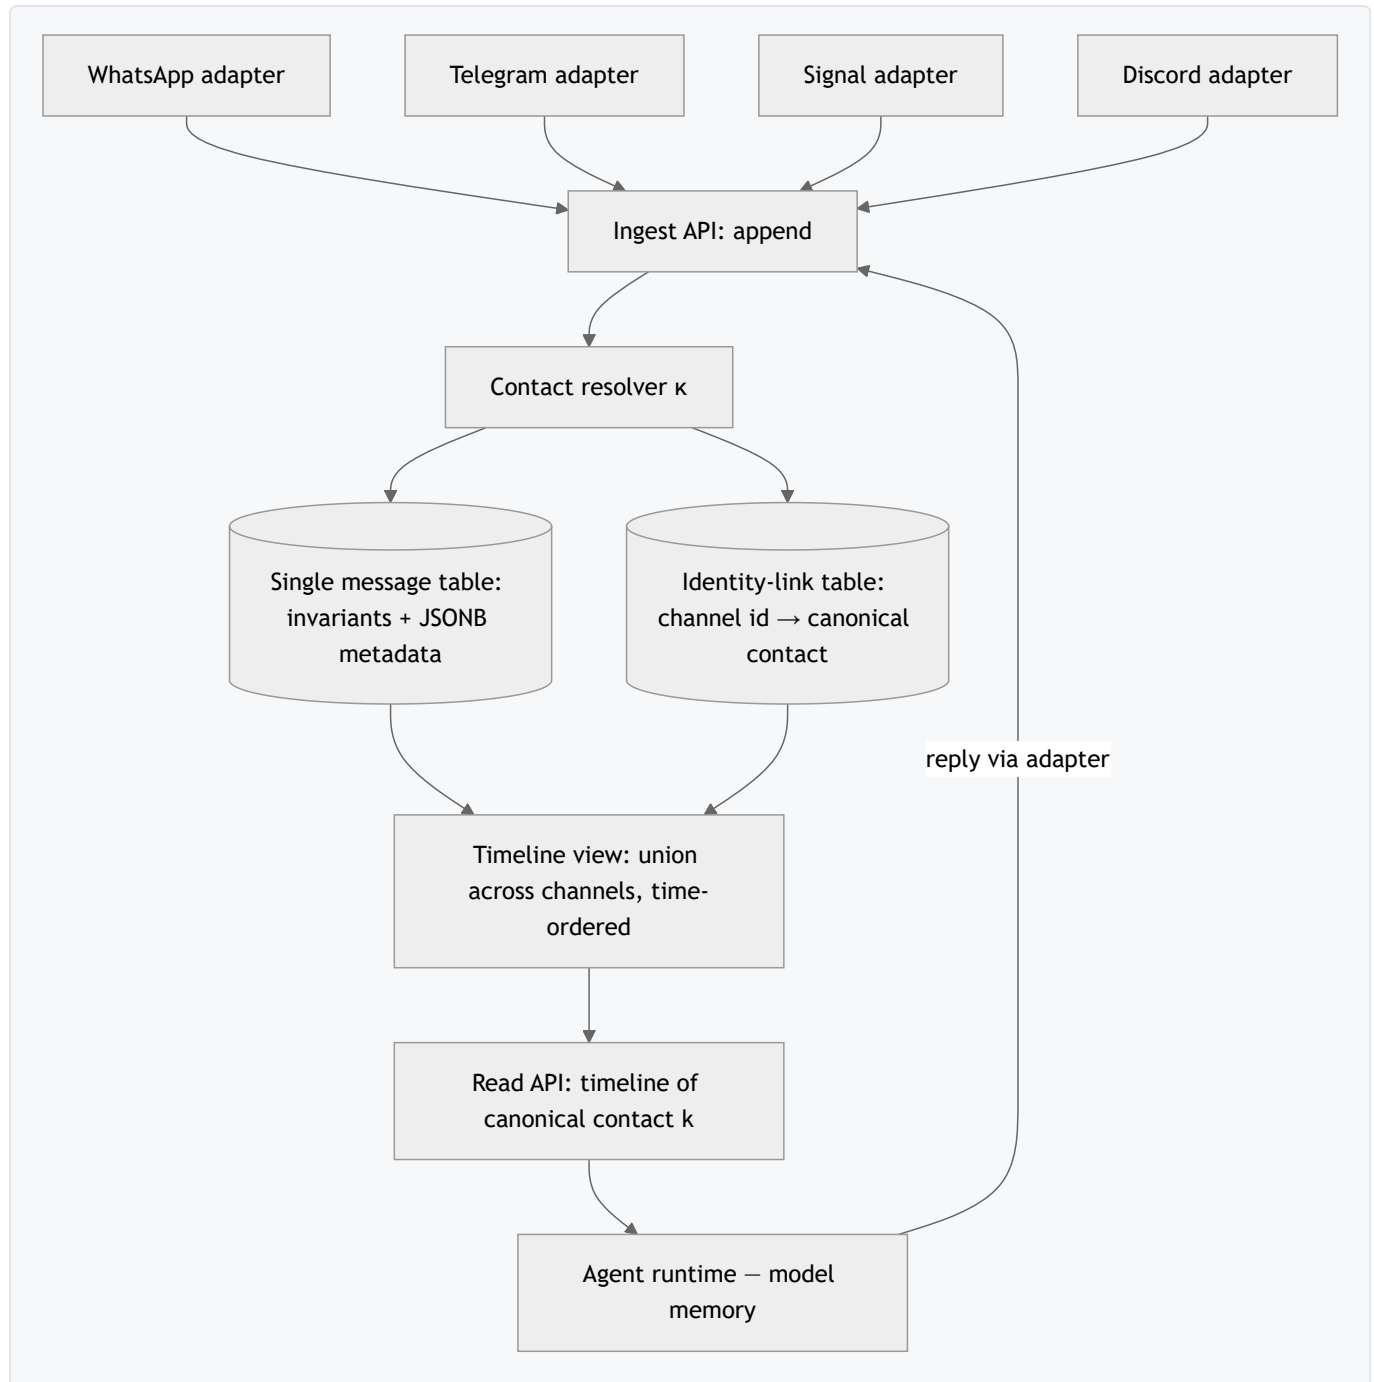 WhatsApp adapter
Telegram adapter
Signal adapter
Discord adapter
Ingest API: append
Contact resolver κ
Single message table:
invariants + JSONB
metadata
Identity-link table:
channel id → canonical
contact
reply via adapter
Timeline view: union
across channels, time-
ordered
Read API: timeline of
canonical contact k
Agent runtime — model
memory